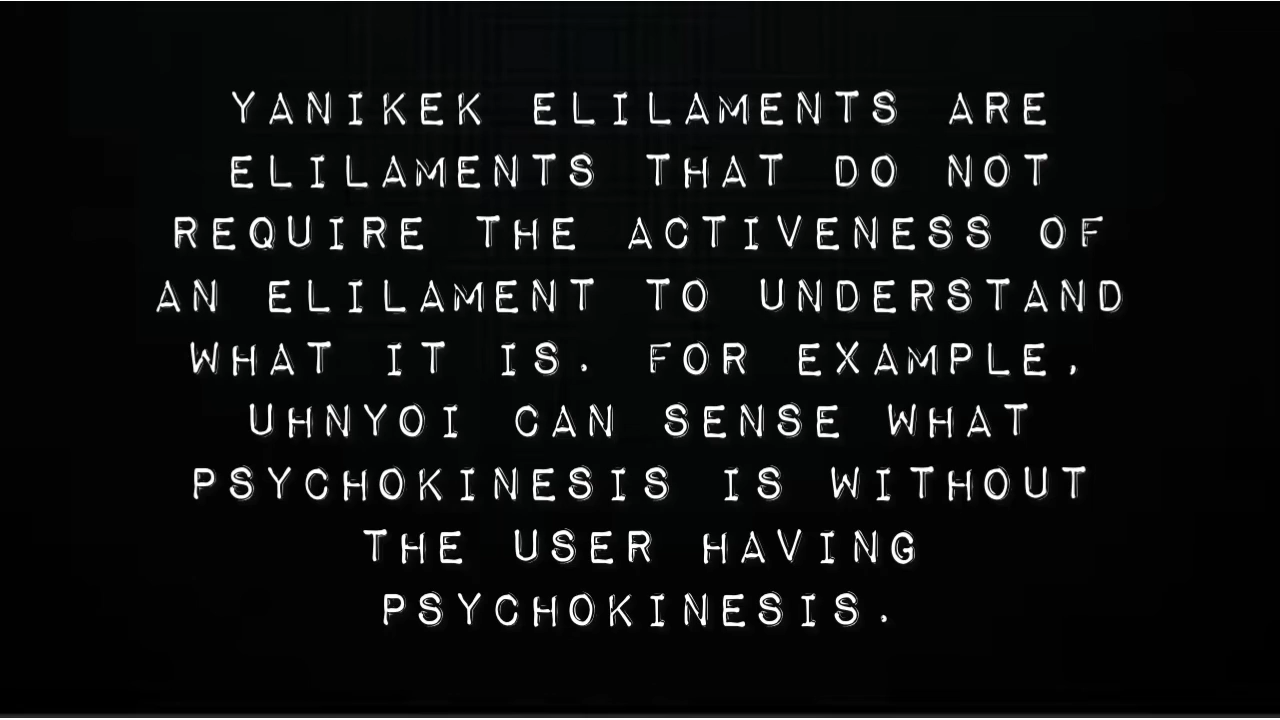 YANIKEK ELILAMENTS ARE
ELILAMENTS THAT DO NOT
REQUIRE THE ACTIVENESS OF
AN ELILAMENT TO UNDERSTAND
WHAT IT IS. FOR EXAMPLE,
UHNYOI CAN SENSE WHAT
PSYCHOKINESIS IS WITHOUT
THE USER HAVING
PSYCHOKINESIS.